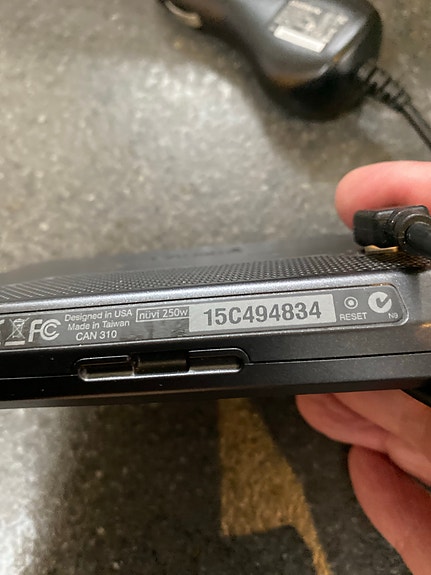 FC
Designed in USA
Made in Taiwan
CAN 310
nüvi 250w
15C494834
RESET
N9